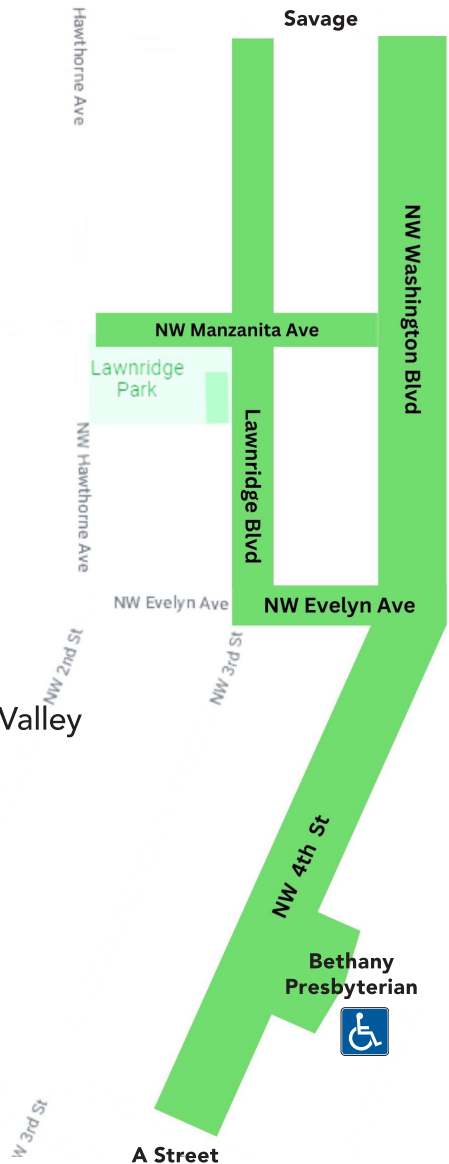 Savage
Hawthorne Ave
NW Washington Blvd
NW Manzanita Ave
Lawnridge
Park
Lawnridge Blvd
NW Hawthorne Ave
NW Evelyn Ave
NW Evelyn Ave
NW 2nd St
NW 3rd St
Valley
NW 4th St
Bethany
Presbyterian
W 3rd St
A Street